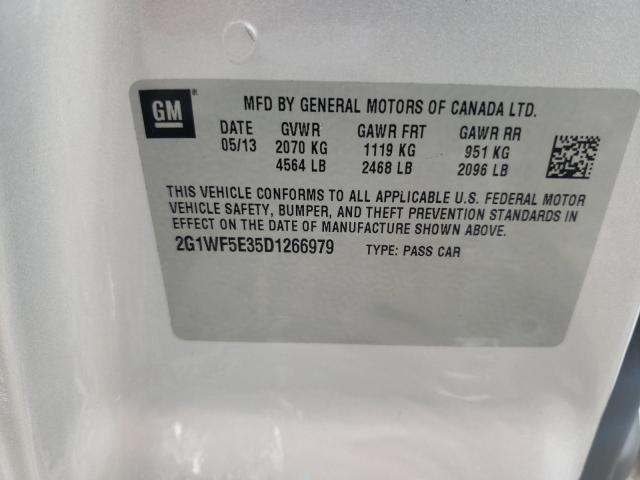 GM
MFD BY GENERAL MOTORS OF CANADA LTD.
DATE GVWR GAWR FRT GAWR RR
05/13 2070 KG 1119 KG 951 KG
4564 LB 2468 LB 2096 LB
THIS VEHICLE CONFORMS TO ALL APPLICABLE U.S. FEDERAL MOTOR
VEHICLE SAFETY, BUMPER, AND THEFT PREVENTION STANDARDS IN
EFFECT ON THE DATE OF MANUFACTURE SHOWN ABOVE.
2G1WF5E35D1266979 TYPE: PASS CAR